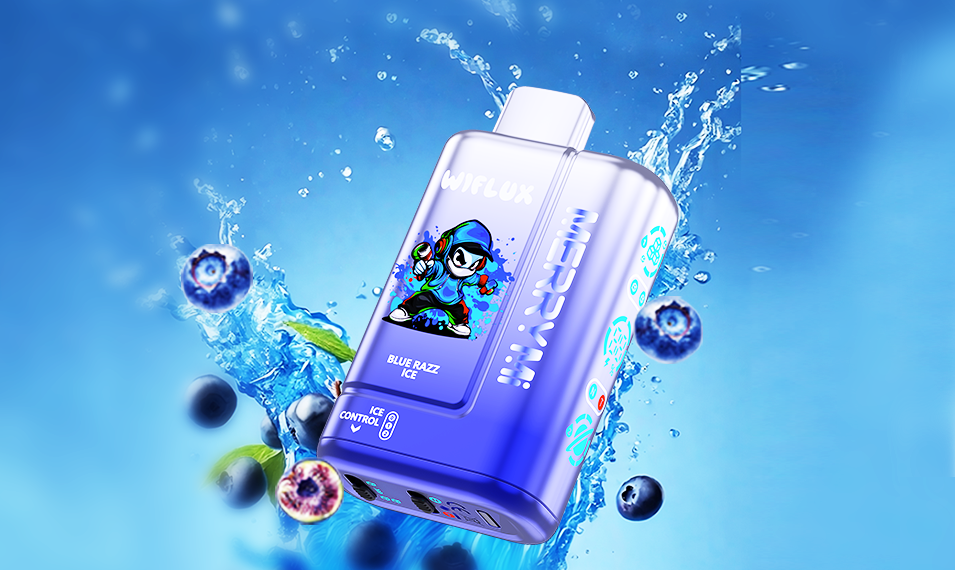 WIFLUX
MERRYMi
BLUE RAZZ
ICE
ICE
CONTROL